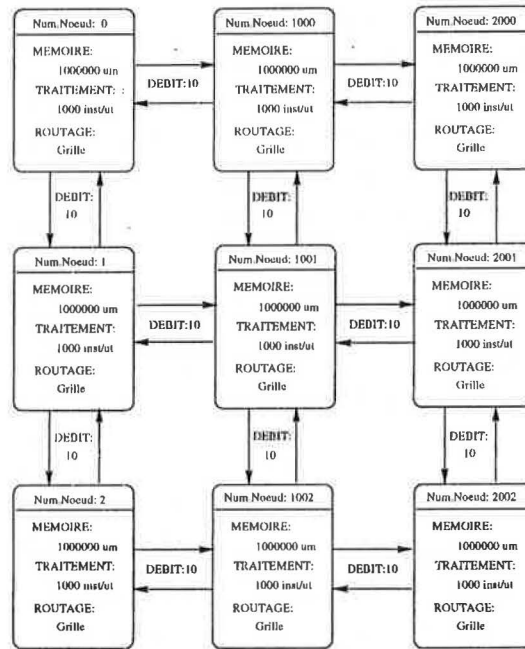 Num.Noeud: 0
MEMOIRE:
1000000 um
TRAITEMENT: :
1000 inst/ut
ROUTAGE:
Grille
DEBIT:10
Num.Noeud: 1000
MEMOIRE:
1000000 um
TRAITEMENT:
1000 inst/ut
ROUTAGE:
Grille
DEBIT:10
Num.Noeud: 2000
MEMOIRE:
1000000 um
TRAITEMENT:
1000 inst/ut
ROUTAGE:
Grille
DEBIT:
10
DEBIT:
10
DEBIT:
10
Num.Noeud: 1
MEMOIRE:
1000000 um
TRAITEMENT:
1000 inst/ut
ROUTAGE:
Grille
DEBIT:10
Num.Noeud: 1001
MEMOIRE:
1000000 um
TRAITEMENT:
1000 inst/ut
ROUTAGE:
Grille
DEBIT:10
Num.Noeud: 2001
MEMOIRE:
1000000 um
TRAITEMENT:
1000 inst/ut
ROUTAGE:
Grille
DEBIT:
10
DEBIT:
10
DEBIT:
10
Num.Noeud: 2
MEMOIRE:
1000000 um
TRAITEMENT:
1000 inst/ut
ROUTAGE:
Grille
DEBIT:10
Num.Noeud: 1002
MEMOIRE:
1000000 um
TRAITEMENT:
1000 inst/ut
ROUTAGE:
Grille
DEBIT:10
Num.Noeud: 2002
MEMOIRE:
1000000 um
TRAITEMENT:
1000 inst/ut
ROUTAGE:
Grille